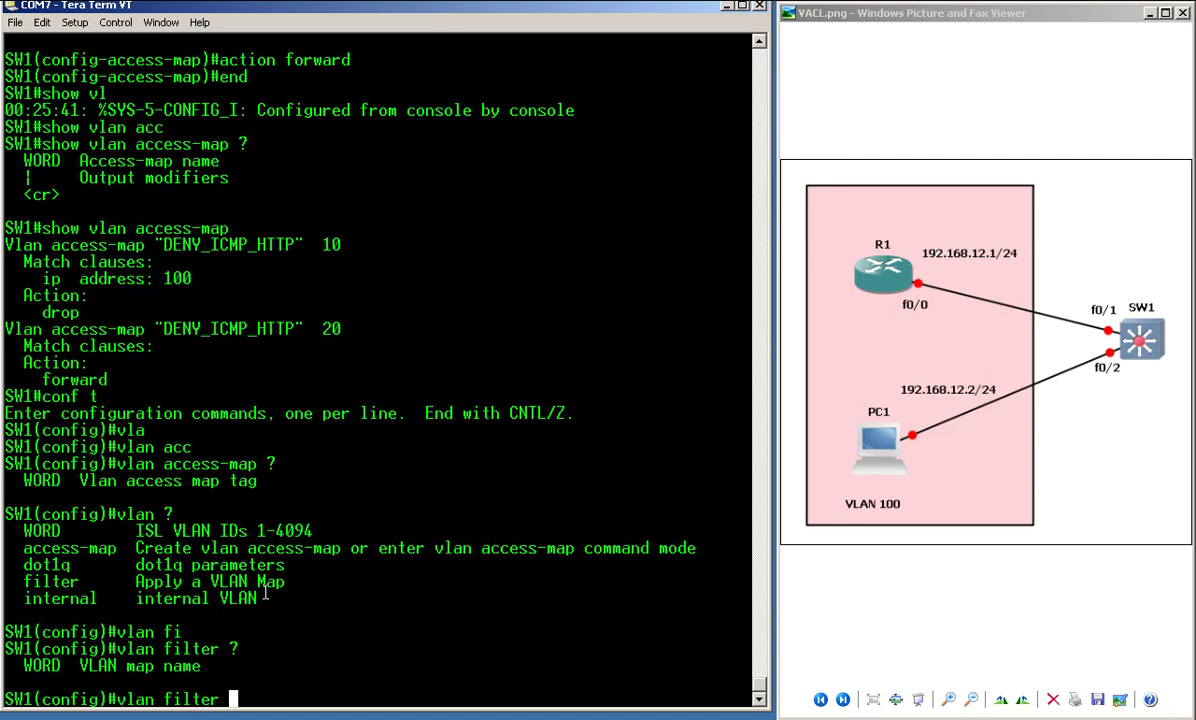 COM7 - Tera Term VT
File Edit Setup Control Window Help
SW1(config-access-map)#action forward
SW1(config-access-map)#end
SW1#show vl
00:25:41: %SYS-5-CONFIG_I: Configured from console by console
SW1#show vlan acc
SW1#show vlan access-map ?
WORD Access-map name
| Output modifiers
<cr>
SW1#show vlan access-map
Vlan access-map "DENY_ICMP_HTTP" 10
Match clauses:
ip address: 100
Action:
drop
Vlan access-map "DENY_ICMP_HTTP" 20
Match clauses:
Action:
forward
SW1#conf t
Enter configuration commands, one per line. End with CNTL/Z.
SW1(config)#vla
SW1(config)#vlan acc
SW1(config)#vlan access-map ?
WORD Vlan access map tag
SW1(config)#vlan ?
WORD ISL VLAN IDs 1-4094
access-map Create vlan access-map or enter vlan access-map command mode
dot1q dot1q parameters
filter Apply a VLAN Map
internal internal VLAN
SW1(config)#vlan fi
SW1(config)#vlan filter ?
WORD VLAN map name
SW1(config)#vlan filter
VACL.png - Windows Picture and Fax Viewer
R1
192.168.12.1/24
f0/0
f0/1
SW1
f0/2
192.168.12.2/24
PC1
VLAN 100